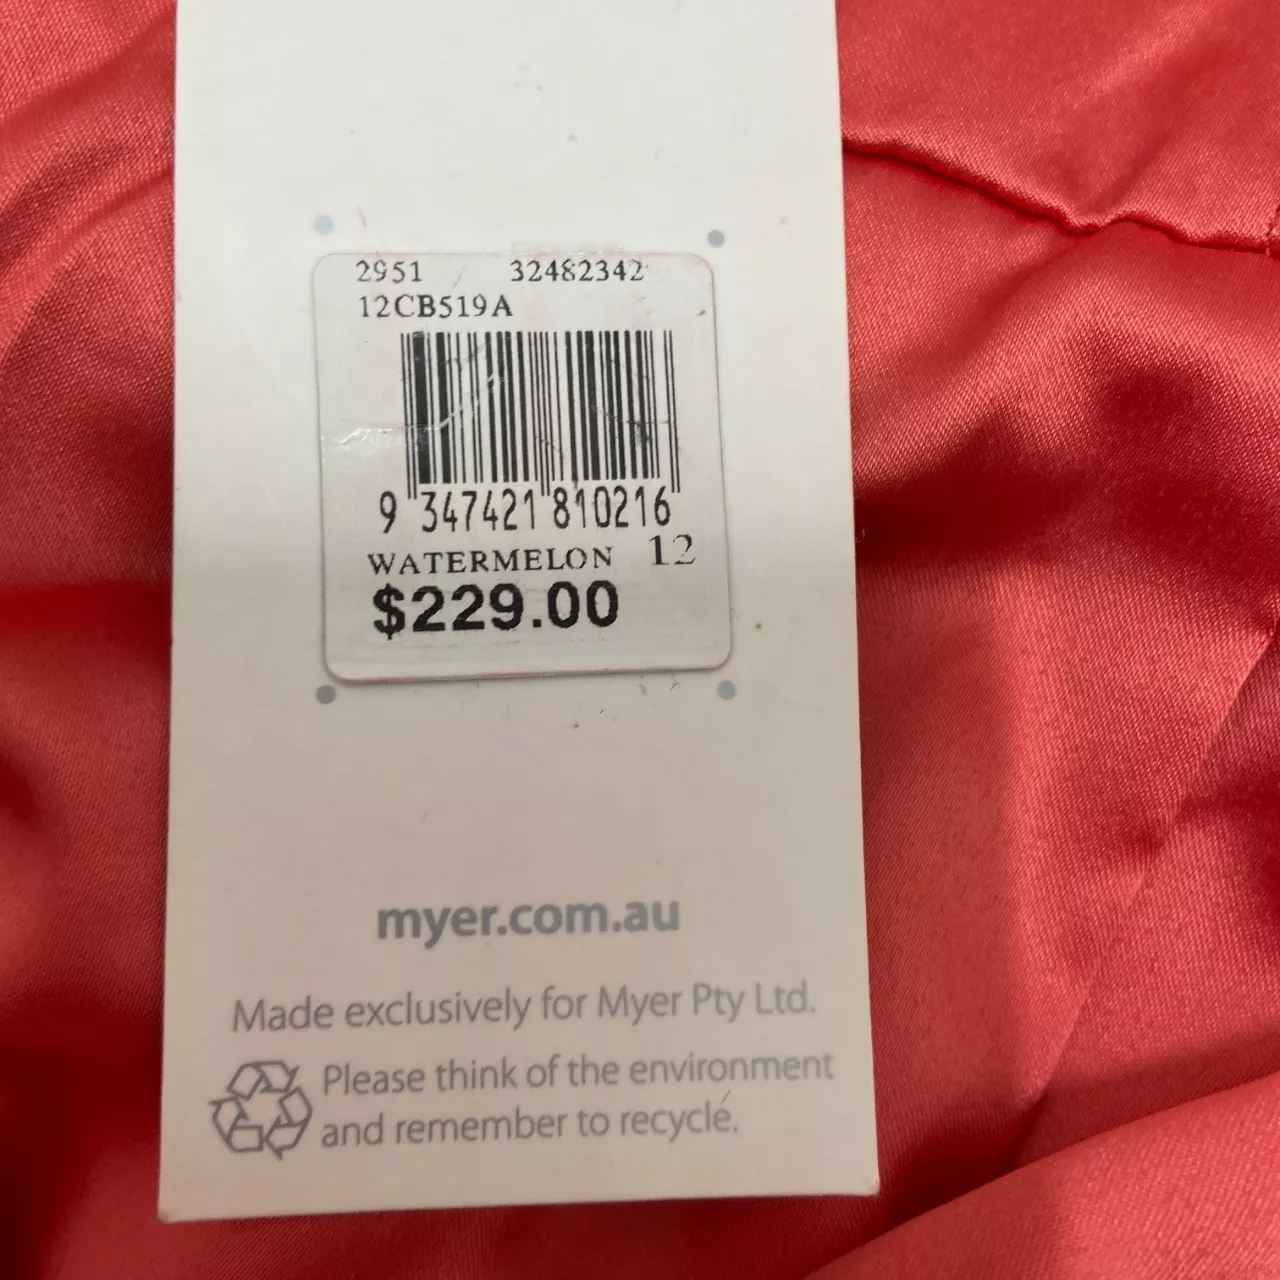 2951 32482342
12CB519A
9 347421 810216
WATERMELON 12
$229.00
myer.com.au
Made exclusively for Myer Pty Ltd.
Please think of the environment
and remember to recycle.